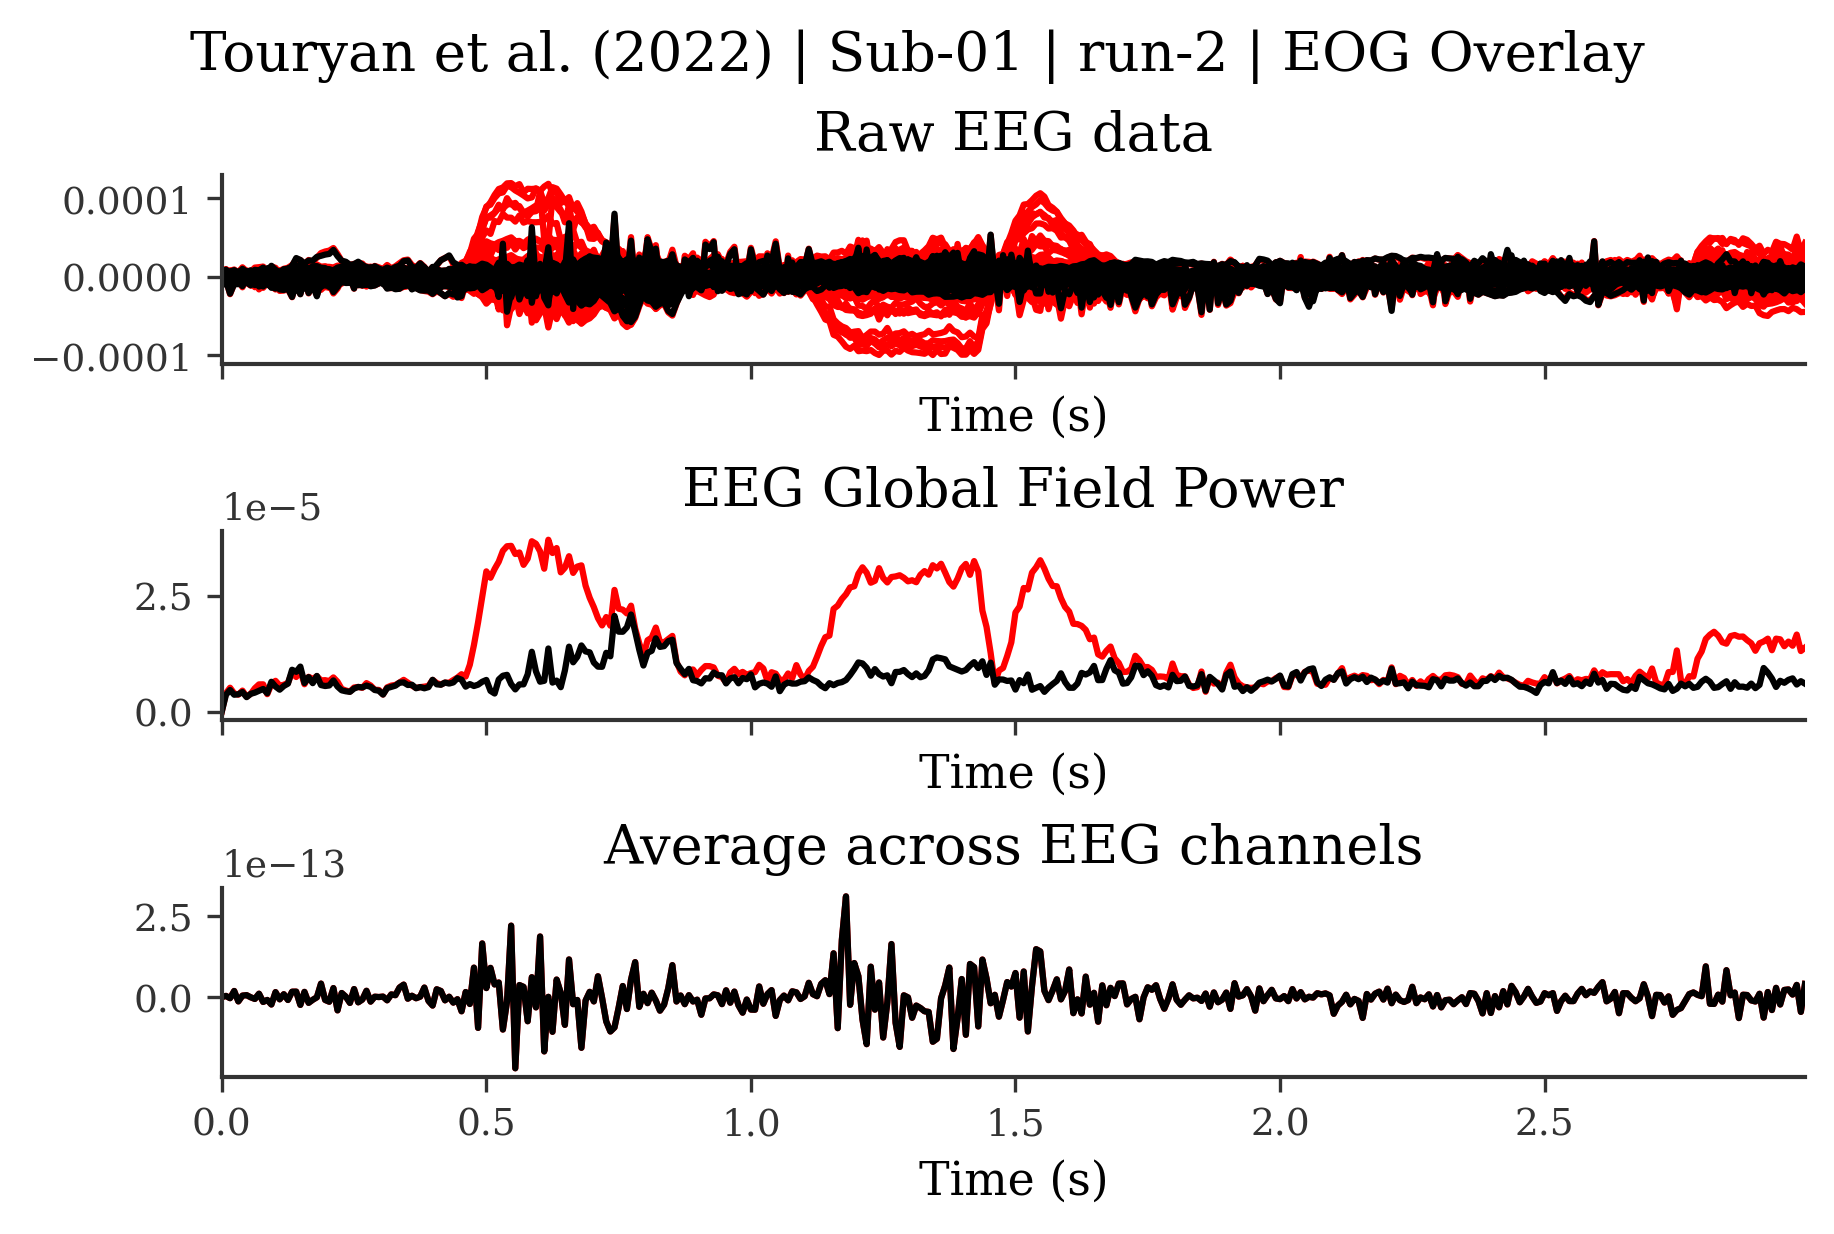 Touryan et al. (2022) | Sub-01 | run-2 | EOG Overlay
Raw EEG data
0.0001
0.0000
−0.0001
Time (s)
EEG Global Field Power
1e−5
2.5
0.0
Time (s)
Average across EEG channels
1e−13
2.5
0.0
0.0 0.5 1.0 1.5 2.0 2.5
Time (s)